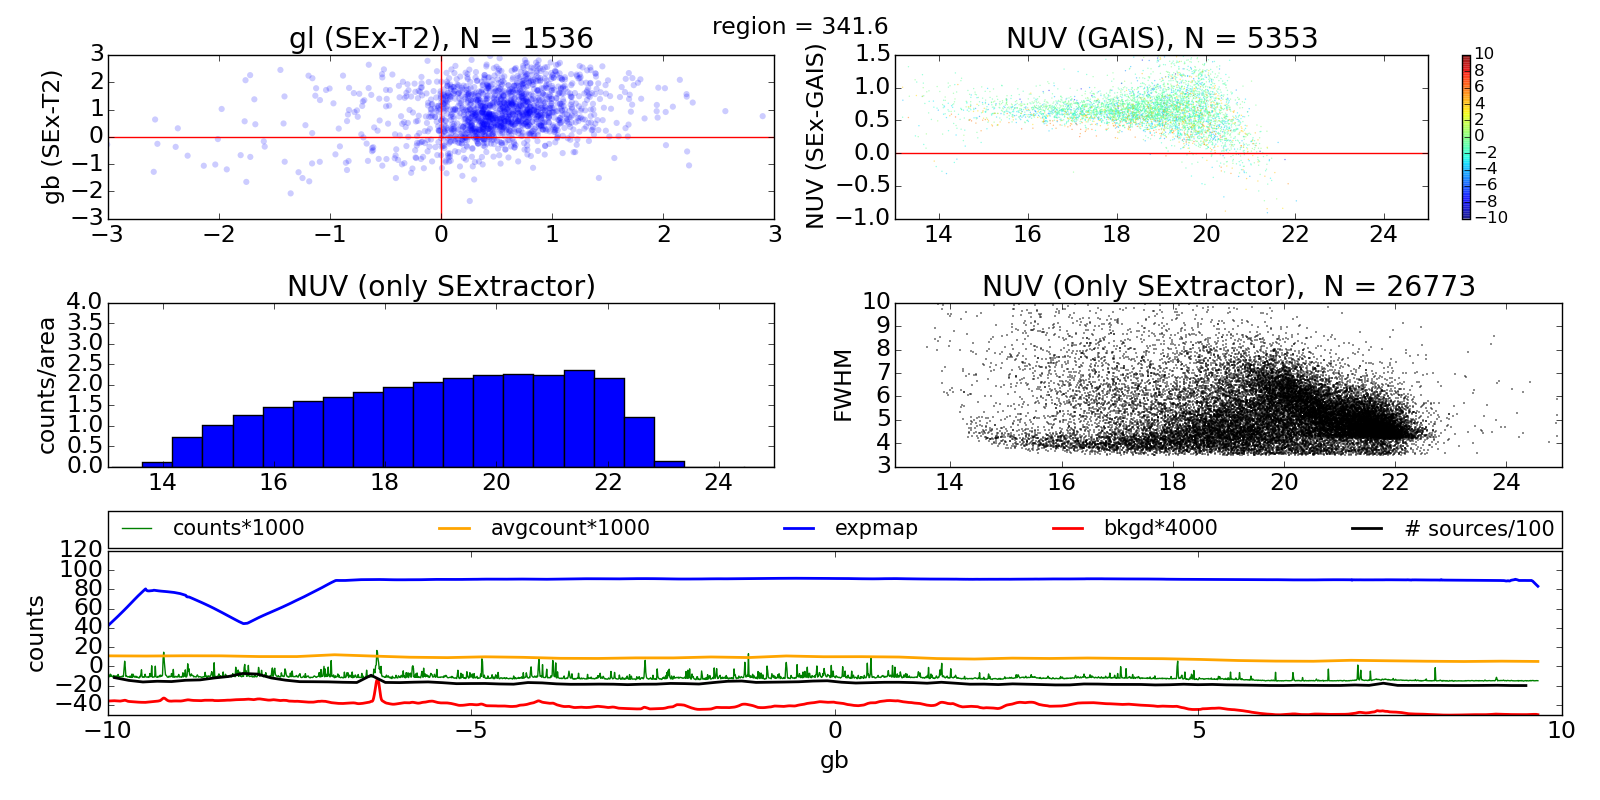 region = 341.6
gl (SEx-T2), N = 1536
gb (SEx-T2)
3
2
1
0
−1
−2
−3
−3 −2 −1 0 1 2 3
NUV (GAIS), N = 5353
NUV (SEx-GAIS)
1.5
1.0
0.5
0.0
−0.5
−1.0
14 16 18 20 22 24
10
8
6
4
2
0
−2
−4
−6
−8
−10
NUV (only SExtractor)
counts/area
4.0
3.5
3.0
2.5
2.0
1.5
1.0
0.5
0.0
14 16 18 20 22 24
NUV (Only SExtractor),  N = 26773
FWHM
10
9
8
7
6
5
4
3
14 16 18 20 22 24
counts*1000 avgcount*1000 expmap bkgd*4000 # sources/100
counts
120
100
80
60
40
20
0
−20
−40
−10 −5 0 5 10
gb